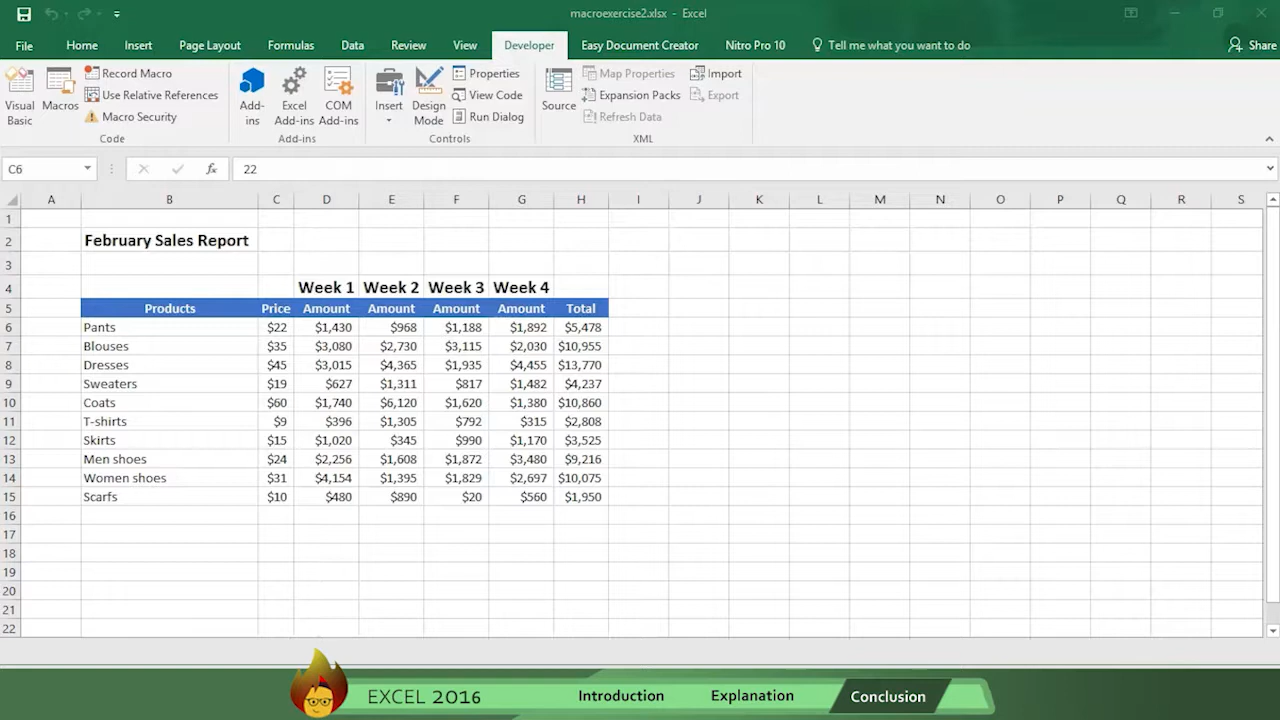 macroexercise2.xlsx - Excel
File Home Insert Page Layout Formulas Data Review View Developer Easy Document Creator Nitro Pro 10 Tell me what you want to do Share
Visual Basic
Macros
Record Macro
Use Relative References
Macro Security
Code
Add-ins
Excel Add-ins
COM Add-ins
Add-ins
Insert
Design Mode
Properties
View Code
Run Dialog
Controls
Source
Map Properties
Expansion Packs
Refresh Data
Import
Export
XML
C6 fx 22
A B C D E F G H I J K L M N O P Q R S
1
2 February Sales Report
3
4 Week 1 Week 2 Week 3 Week 4
5 Products Price Amount Amount Amount Amount Total
6 Pants $22 $1,430 $968 $1,188 $1,892 $5,478
7 Blouses $35 $3,080 $2,730 $3,115 $2,030 $10,955
8 Dresses $45 $3,015 $4,365 $1,935 $4,455 $13,770
9 Sweaters $19 $627 $1,311 $817 $1,482 $4,237
10 Coats $60 $1,740 $6,120 $1,620 $1,380 $10,860
11 T-shirts $9 $396 $1,305 $792 $315 $2,808
12 Skirts $15 $1,020 $345 $990 $1,170 $3,525
13 Men shoes $24 $2,256 $1,608 $1,872 $3,480 $9,216
14 Women shoes $31 $4,154 $1,395 $1,829 $2,697 $10,075
15 Scarfs $10 $480 $890 $20 $560 $1,950
16
17
18
19
20
21
22
EXCEL 2016 Introduction Explanation Conclusion